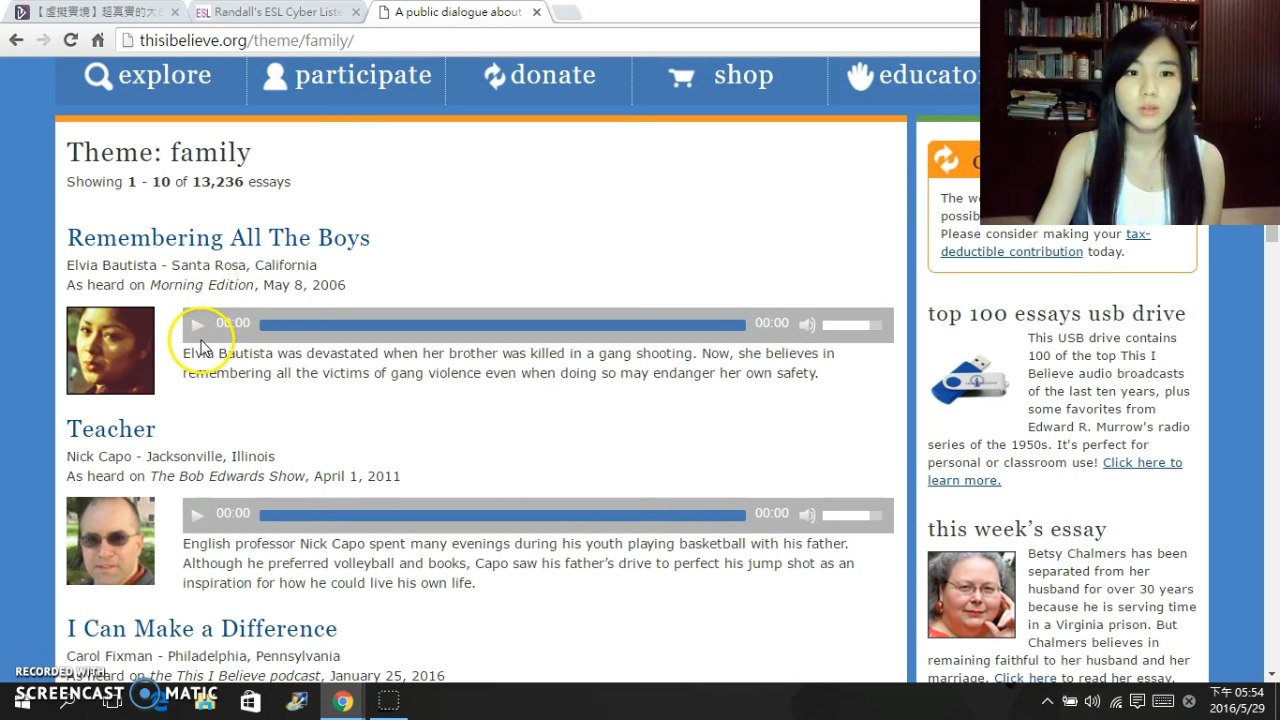 【虛擬實境】超真實的大
ESL Randall's ESL Cyber Liste
A public dialogue about
thisibelieve.org/theme/family/
explore participate donate shop educato
Theme: family
Showing 1 - 10 of 13,236 essays
Remembering All The Boys
Elvia Bautista - Santa Rosa, California
As heard on Morning Edition, May 8, 2006
00:00 00:00
Elvia Bautista was devastated when her brother was killed in a gang shooting. Now, she believes in
remembering all the victims of gang violence even when doing so may endanger her own safety.
Teacher
Nick Capo - Jacksonville, Illinois
As heard on The Bob Edwards Show, April 1, 2011
00:00 00:00
English professor Nick Capo spent many evenings during his youth playing basketball with his father.
Although he preferred volleyball and books, Capo saw his father's drive to perfect his jump shot as an
inspiration for how he could live his own life.
I Can Make a Difference
Carol Fixman - Philadelphia, Pennsylvania
As heard on the This I Believe podcast, January 25, 2016
d
The w
possib
Please consider making your tax-
deductible contribution today.
top 100 essays usb drive
This USB drive contains
100 of the top This I
Believe audio broadcasts
of the last ten years, plus
some favorites from
Edward R. Murrow's radio
series of the 1950s. It's perfect for
personal or classroom use! Click here to
learn more.
this week's essay
Betsy Chalmers has been
separated from her
husband for over 30 years
because he is serving time
in a Virginia prison. But
Chalmers believes in
remaining faithful to her husband and her
marriage. Click here to read her essay.
RECORDED WITH
SCREENCAST MATIC
下午 05:54
2016/5/29